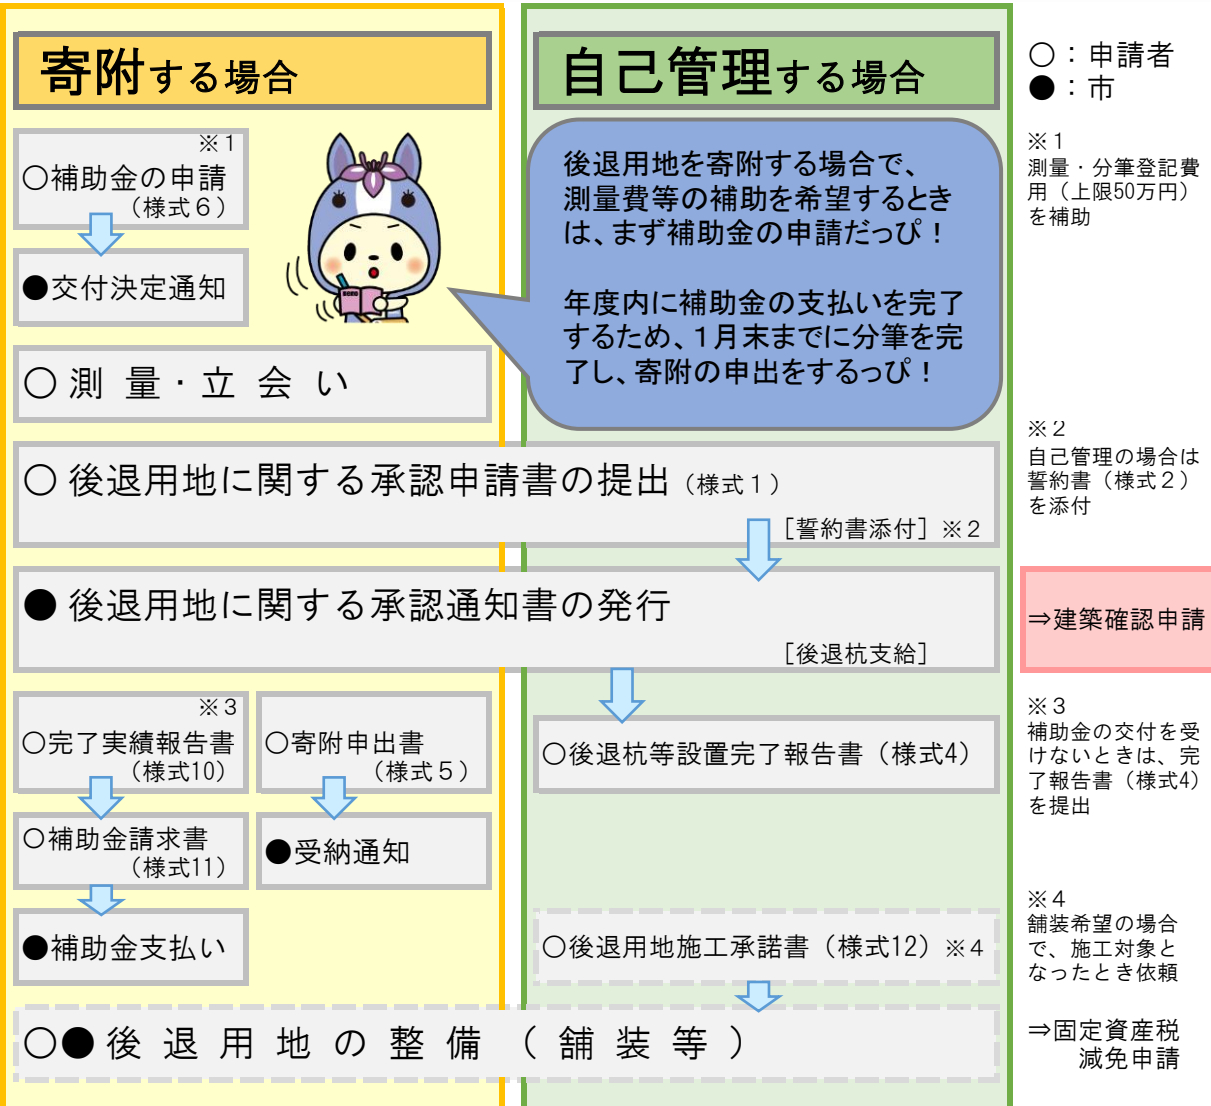 寄附する場合
※１
○補助金の申請
（様式６）
●交付決定通知
○測量・立会い
自己管理する場合
後退用地を寄附する場合で、
測量費等の補助を希望するとき
は、まず補助金の申請だっぴ！
年度内に補助金の支払いを完了
するため、１月末までに分筆を完
了し、寄附の申出をするっぴ！
○後退用地に関する承認申請書の提出（様式１）
［誓約書添付］※２
●後退用地に関する承認通知書の発行
［後退杭支給］
※３
○完了実績報告書
（様式10）
○補助金請求書
（様式11）
●補助金支払い
○寄附申出書
（様式５）
●受納通知
○後退杭等設置完了報告書（様式4）
○後退用地施工承諾書（様式12）※４
○●後退用地の整備（舗装等）
○：申請者
●：市
※１
測量・分筆登記費
用（上限50万円）
を補助
※２
自己管理の場合は
誓約書（様式２）
を添付
⇒建築確認申請
※３
補助金の交付を受
けないときは、完
了報告書（様式4）
を提出
※４
舗装希望の場合
で、施工対象と
なったとき依頼
⇒固定資産税
減免申請